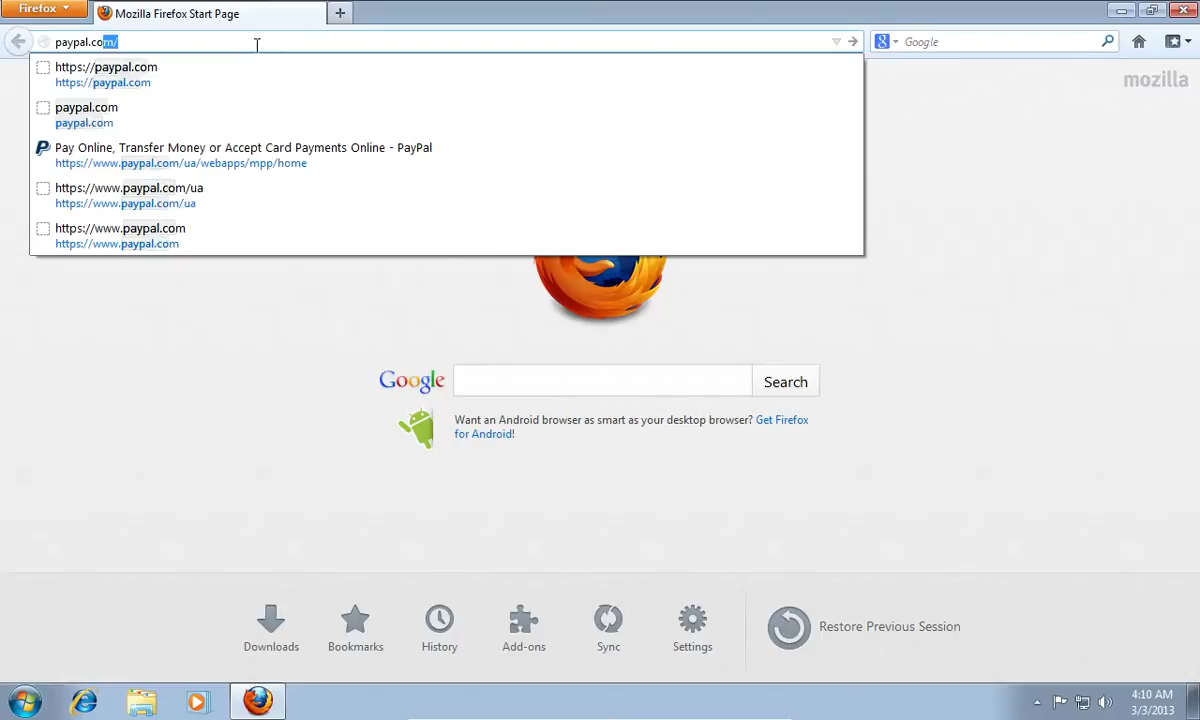 Firefox
Mozilla Firefox Start Page
paypal.com/
Google
https://paypal.com
https://paypal.com
paypal.com
paypal.com
Pay Online, Transfer Money or Accept Card Payments Online - PayPal
https://www.paypal.com/ua/webapps/mpp/home
https://www.paypal.com/ua
https://www.paypal.com/ua
https://www.paypal.com
https://www.paypal.com
mozilla
Google
Search
Want an Android browser as smart as your desktop browser? Get Firefox
for Android!
Downloads
Bookmarks
History
Add-ons
Sync
Settings
Restore Previous Session
4:10 AM
3/3/2013